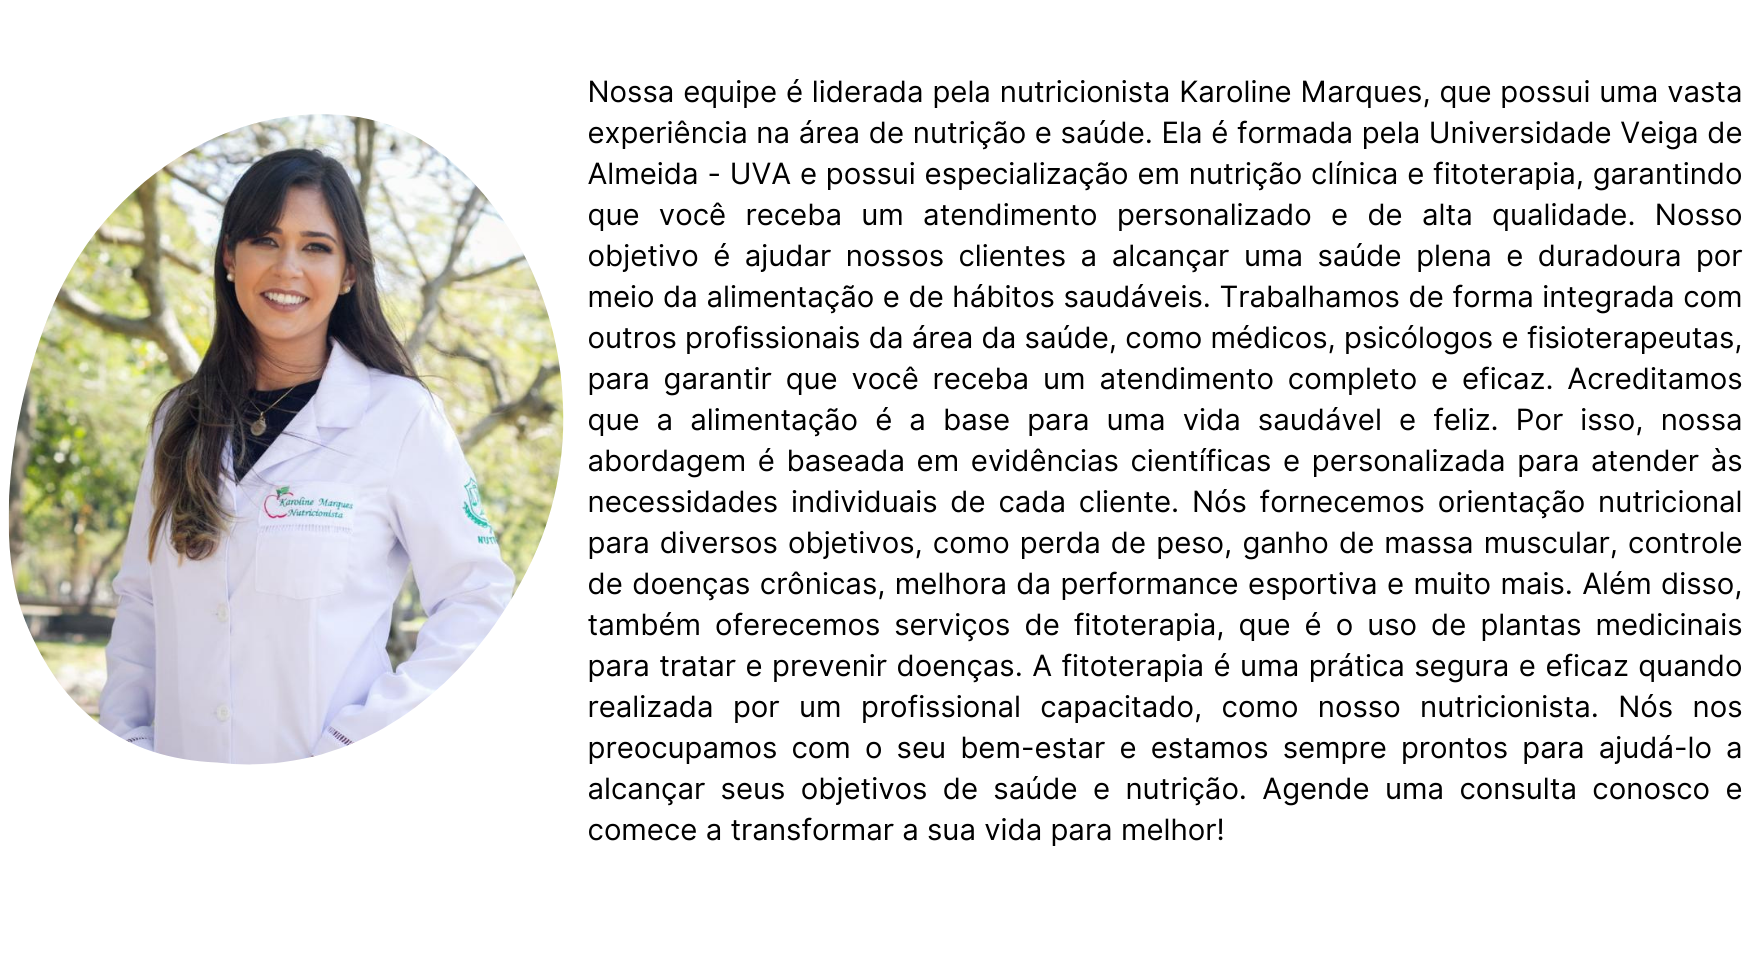 Nossa equipe é liderada pela nutricionista Karoline Marques, que possui uma vasta
experiência na área de nutrição e saúde. Ela é formada pela Universidade Veiga de
Almeida - UVA e possui especialização em nutrição clínica e fitoterapia, garantindo
que você receba um atendimento personalizado e de alta qualidade. Nosso
objetivo é ajudar nossos clientes a alcançar uma saúde plena e duradoura por
meio da alimentação e de hábitos saudáveis. Trabalhamos de forma integrada com
outros profissionais da área da saúde, como médicos, psicólogos e fisioterapeutas,
para garantir que você receba um atendimento completo e eficaz. Acreditamos
que a alimentação é a base para uma vida saudável e feliz. Por isso, nossa
abordagem é baseada em evidências científicas e personalizada para atender às
necessidades individuais de cada cliente. Nós fornecemos orientação nutricional
para diversos objetivos, como perda de peso, ganho de massa muscular, controle
de doenças crônicas, melhora da performance esportiva e muito mais. Além disso,
também oferecemos serviços de fitoterapia, que é o uso de plantas medicinais
para tratar e prevenir doenças. A fitoterapia é uma prática segura e eficaz quando
realizada por um profissional capacitado, como nosso nutricionista. Nós nos
preocupamos com o seu bem-estar e estamos sempre prontos para ajudá-lo a
alcançar seus objetivos de saúde e nutrição. Agende uma consulta conosco e
comece a transformar a sua vida para melhor!
Karoline Marques
Nutricionista